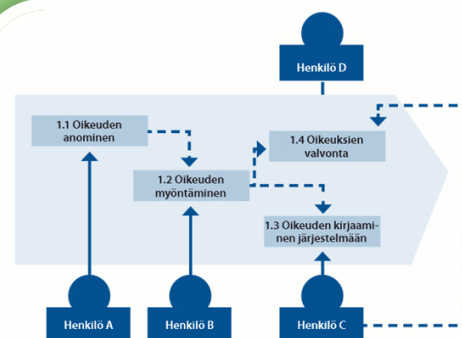 Henkilö D
1.1 Oikeuden
anominen
1.4 Oikeuksien
valvonta
1.2 Oikeuden
myöntäminen
1.3 Oikeuden kirjaami-
nen järjestelmään
Henkilö A
Henkilö B
Henkilö C